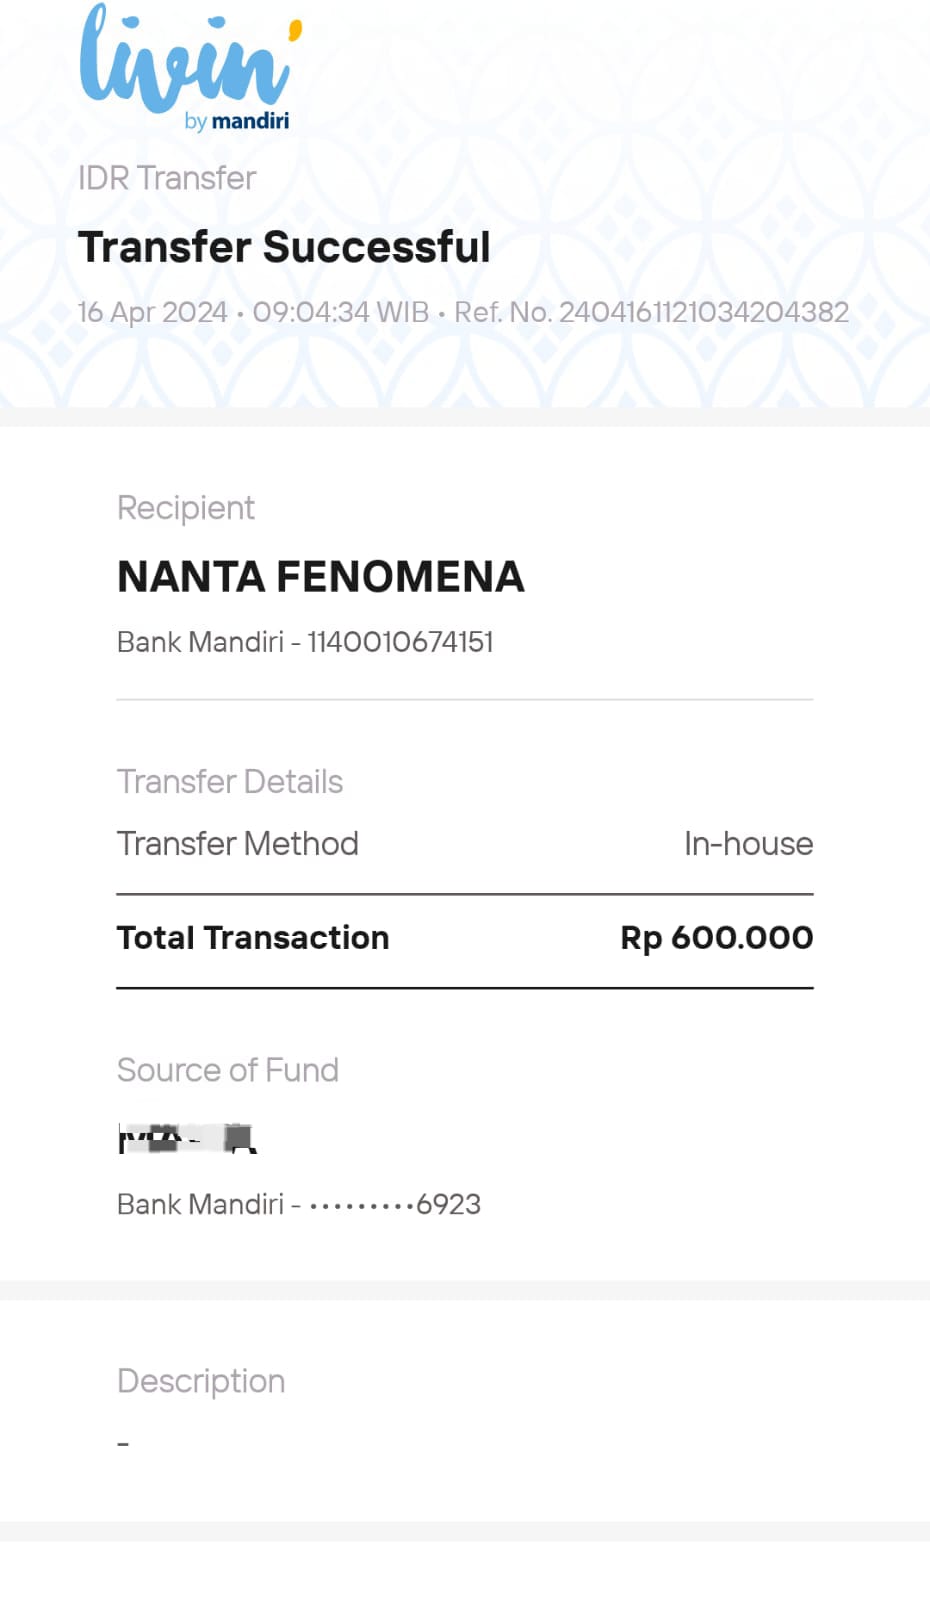 livin'
by mandiri
IDR Transfer
Transfer Successful
16 Apr 2024 • 09:04:34 WIB • Ref. No. 2404161121034204382
Recipient
NANTA FENOMENA
Bank Mandiri - 1140010674151
Transfer Details
Transfer Method In-house
Total Transaction Rp 600.000
Source of Fund
Bank Mandiri - •••••••••6923
Description
-